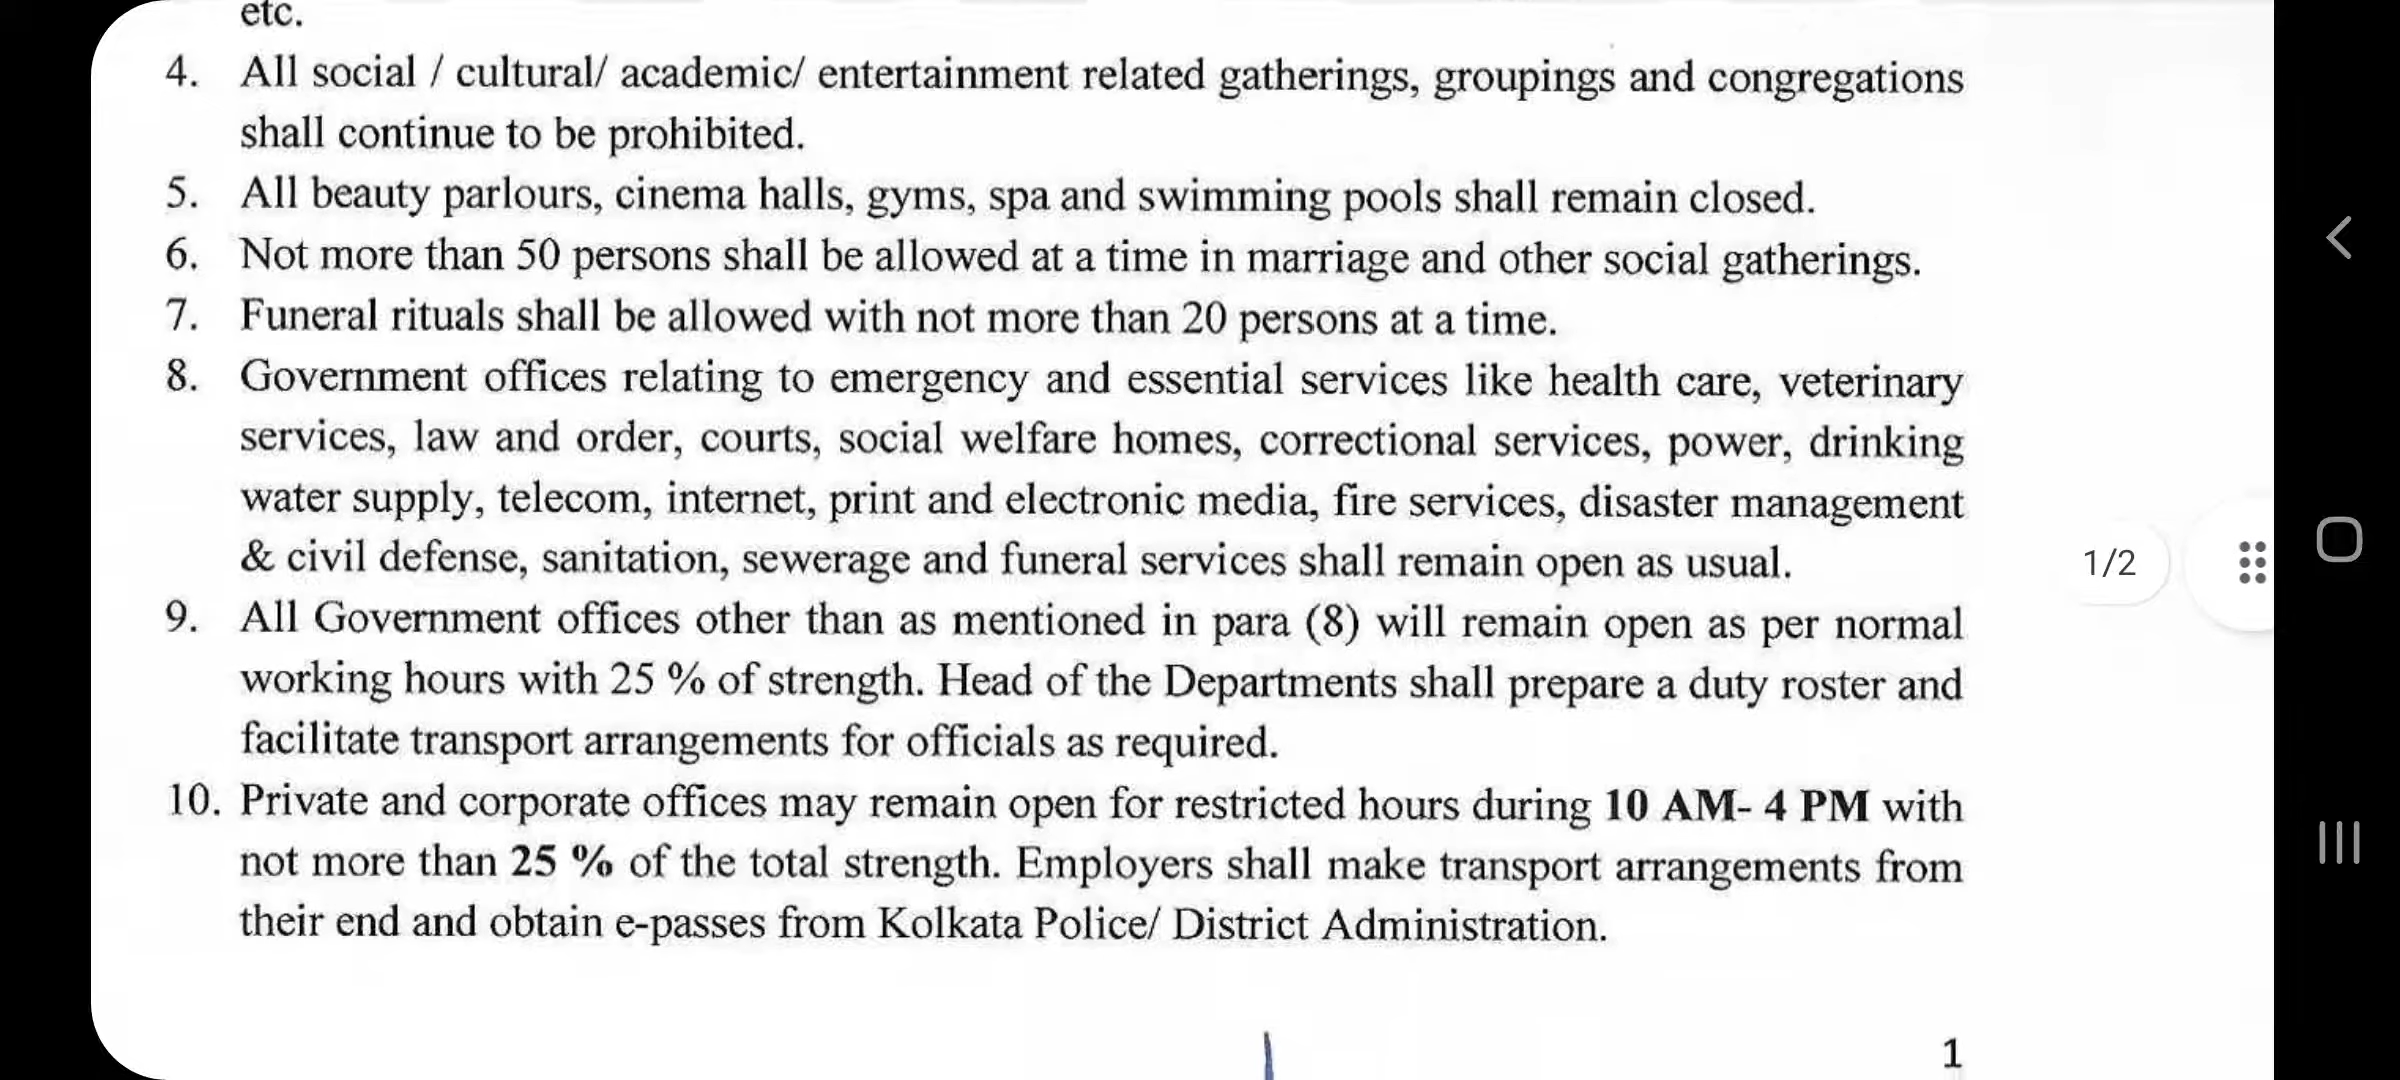 etc.
4. All social / cultural/ academic/ entertainment related gatherings, groupings and congregations
shall continue to be prohibited.
5. All beauty parlours, cinema halls, gyms, spa and swimming pools shall remain closed.
6. Not more than 50 persons shall be allowed at a time in marriage and other social gatherings.
7. Funeral rituals shall be allowed with not more than 20 persons at a time.
8. Government offices relating to emergency and essential services like health care, veterinary
services, law and order, courts, social welfare homes, correctional services, power, drinking
water supply, telecom, internet, print and electronic media, fire services, disaster management
& civil defense, sanitation, sewerage and funeral services shall remain open as usual.
9. All Government offices other than as mentioned in para (8) will remain open as per normal
working hours with 25 % of strength. Head of the Departments shall prepare a duty roster and
facilitate transport arrangements for officials as required.
10. Private and corporate offices may remain open for restricted hours during 10 AM- 4 PM with
not more than 25 % of the total strength. Employers shall make transport arrangements from
their end and obtain e-passes from Kolkata Police/ District Administration.
1/2
1